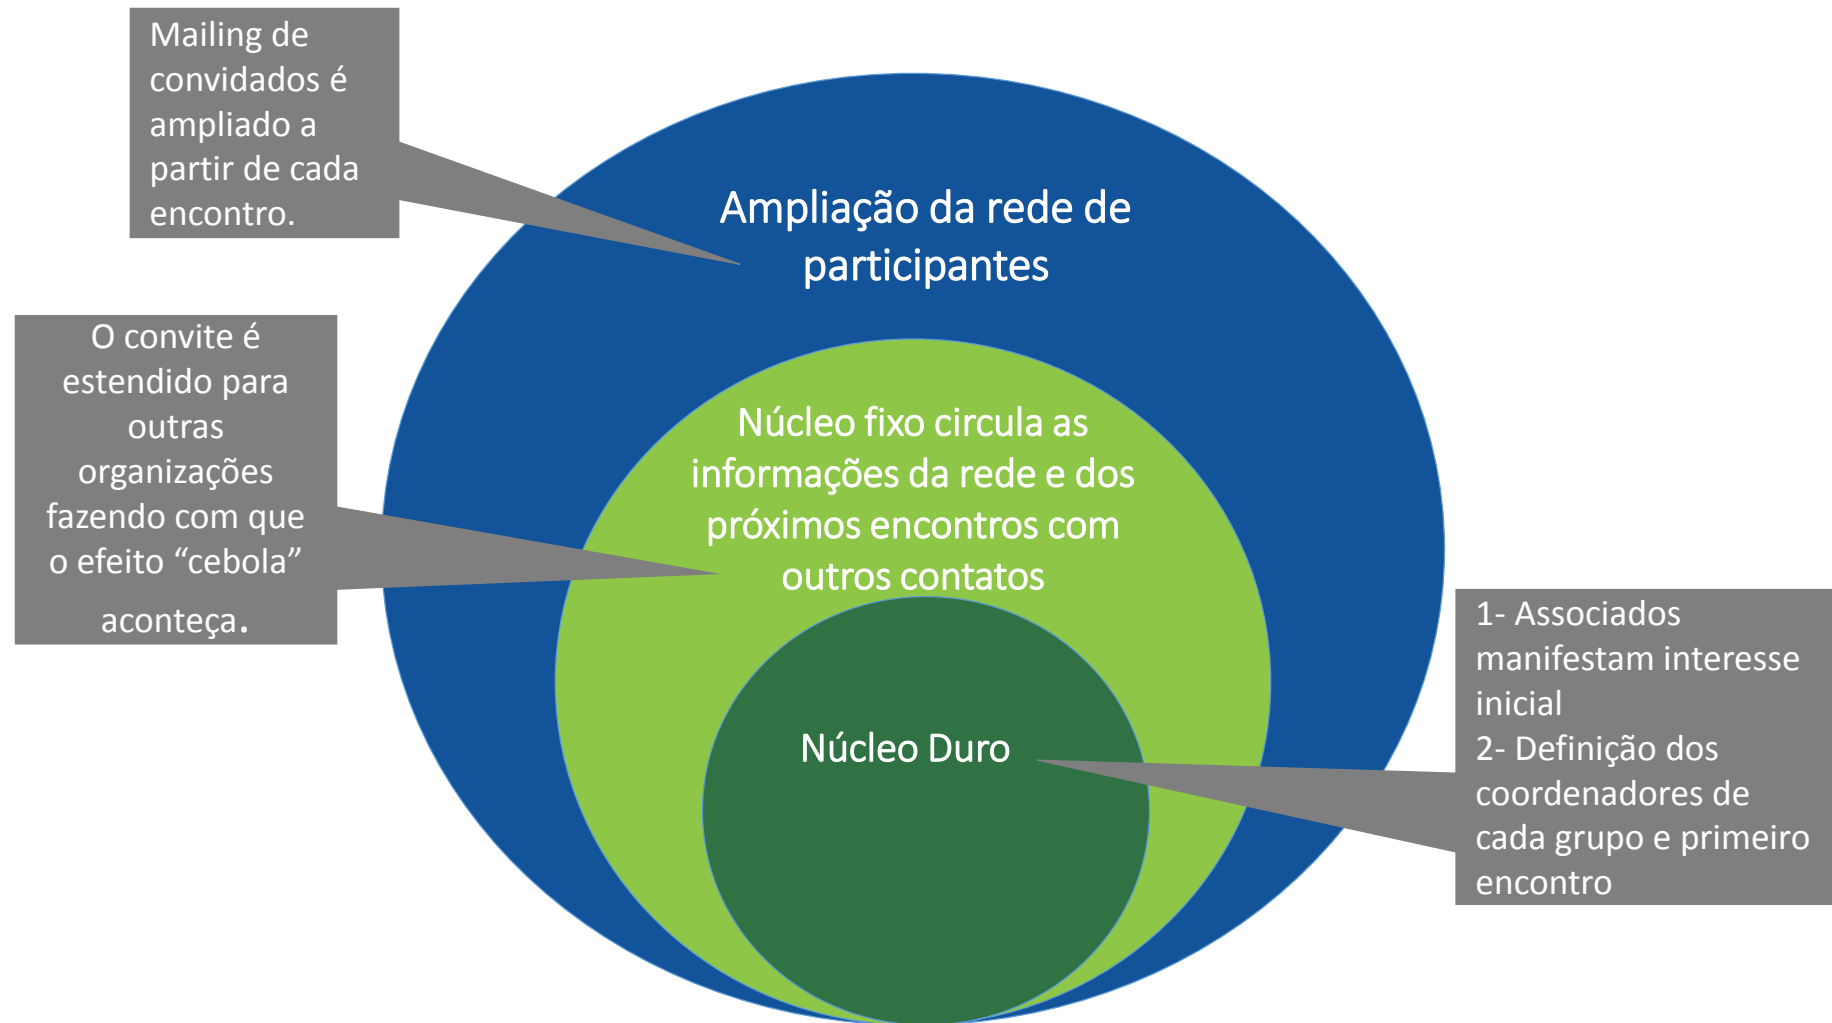 Mailing de
convidados é
ampliado a
partir de cada
encontro.
Ampliação da rede de
participantes
O convite é
estendido para
outras
organizações
fazendo com que
o efeito “cebola”
aconteça.
Núcleo fixo circula as
informações da rede e dos
próximos encontros com
outros contatos
Núcleo Duro
1- Associados
manifestam interesse
inicial
2- Definição dos
coordenadores de
cada grupo e primeiro
encontro